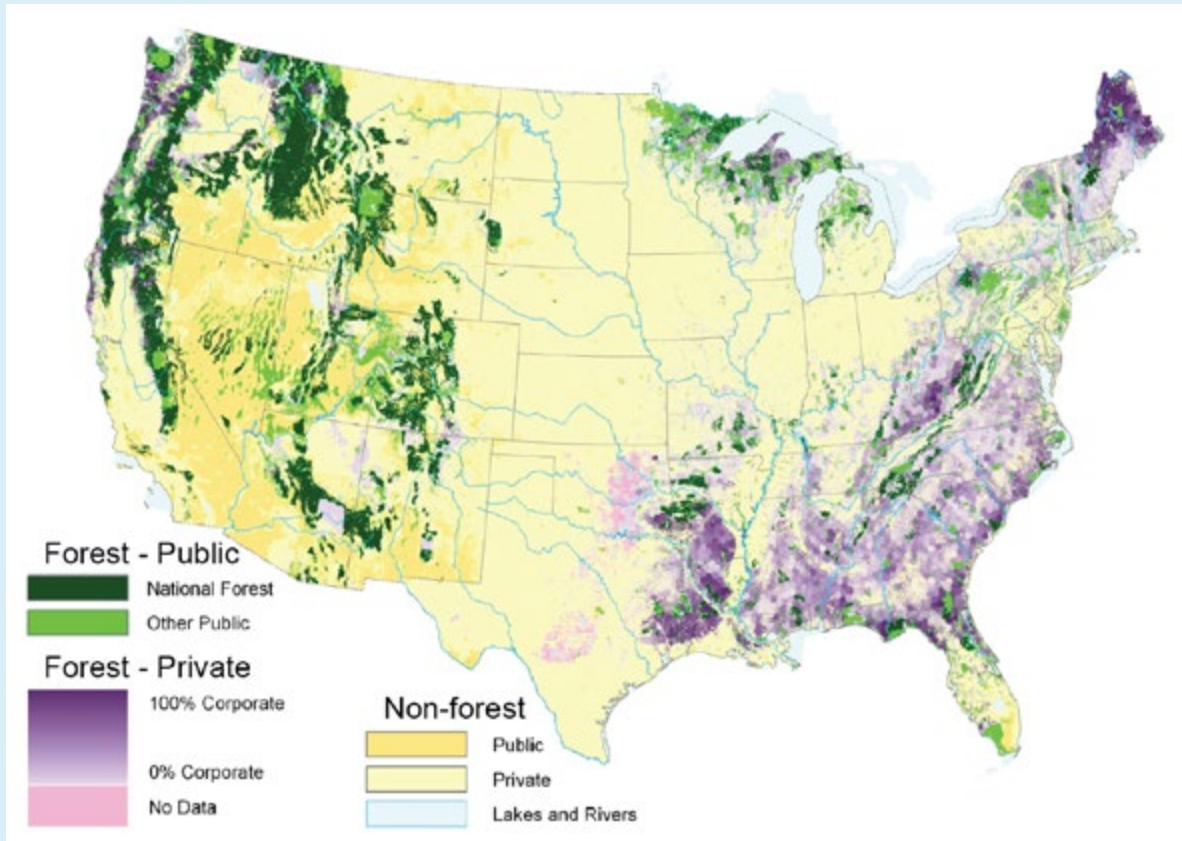 Forest - Public
National Forest
Other Public
Forest - Private
100% Corporate
0% Corporate
No Data
Non-forest
Public
Private
Lakes and Rivers